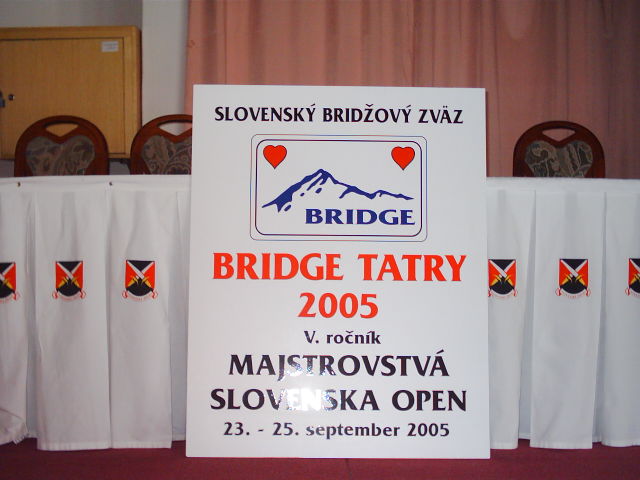 SLOVENSKÝ BRIDŽOVÝ ZVÄZ
BRIDGE
BRIDGE TATRY
2005
V. ročník
MAJSTROVSTVÁ
SLOVENSKA OPEN
23. - 25. september 2005